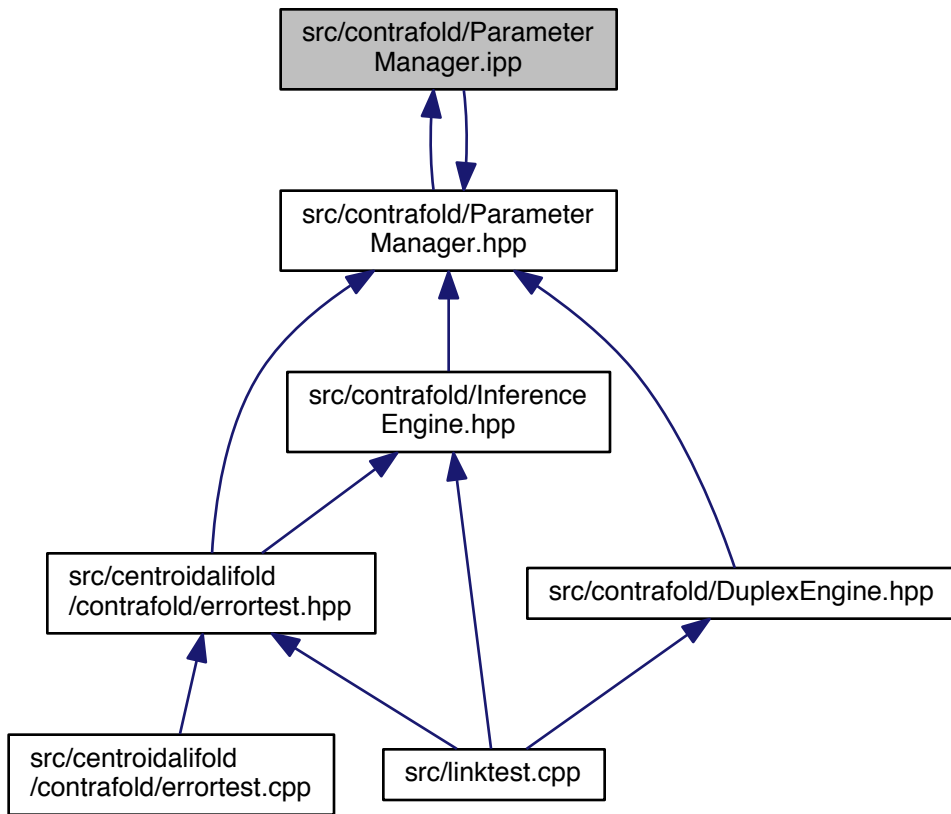 src/contrafold/Parameter
Manager.ipp
src/contrafold/Parameter
Manager.hpp
src/contrafold/Inference
Engine.hpp
src/centroidalifold
/contrafold/errortest.hpp
src/contrafold/DuplexEngine.hpp
src/centroidalifold
/contrafold/errortest.cpp
src/linktest.cpp